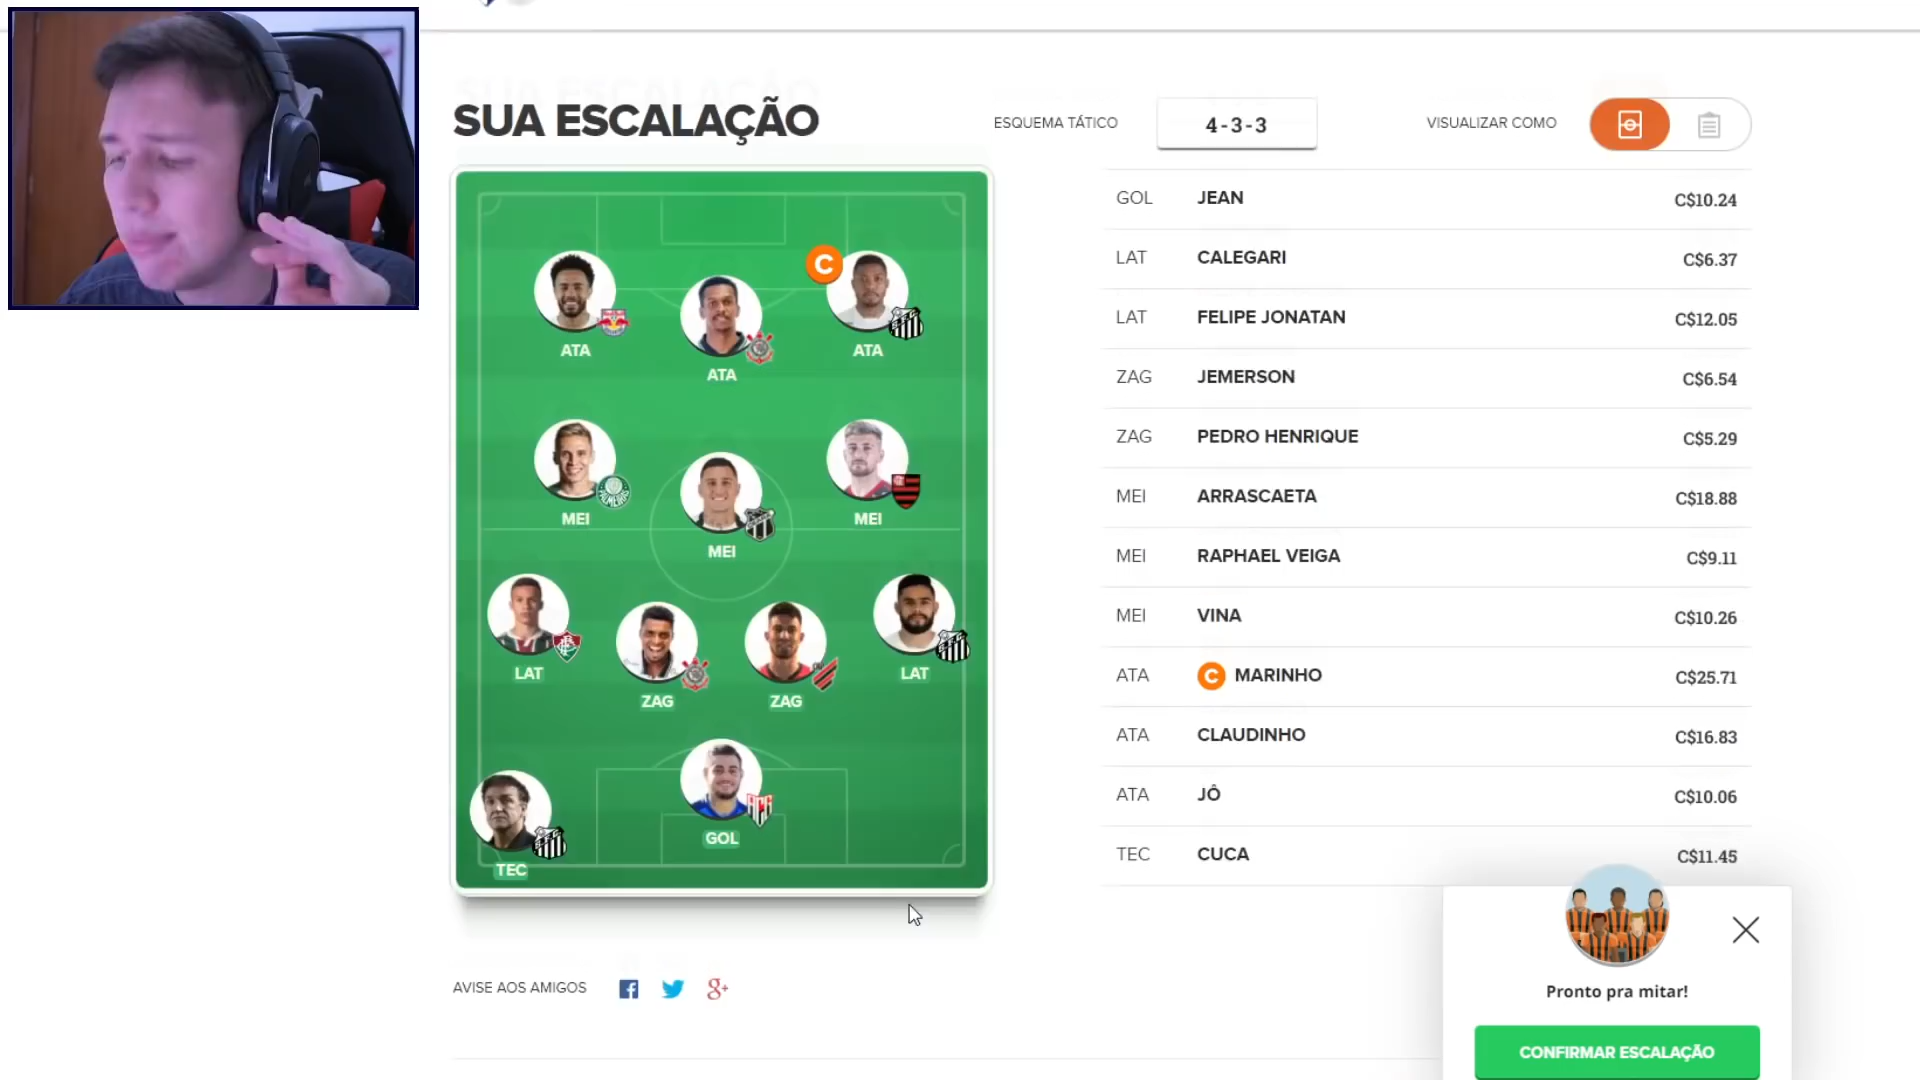 SUA ESCALAÇÃO
ESQUEMA TÁTICO
4-3-3
VISUALIZAR COMO
C
ATA
ATA
ATA
MEI
MEI
MEI
LAT
ZAG
ZAG
LAT
GOL
TEC
GOL JEAN C$10.24
LAT CALEGARI C$6.37
LAT FELIPE JONATAN C$12.05
ZAG JEMERSON C$6.54
ZAG PEDRO HENRIQUE C$5.29
MEI ARRASCAETA C$18.88
MEI RAPHAEL VEIGA C$9.11
MEI VINA C$10.26
ATA C MARINHO C$25.71
ATA CLAUDINHO C$16.83
ATA JÔ C$10.06
TEC CUCA C$11.45
AVISE AOS AMIGOS
Pronto pra mitar!
CONFIRMAR ESCALAÇÃO